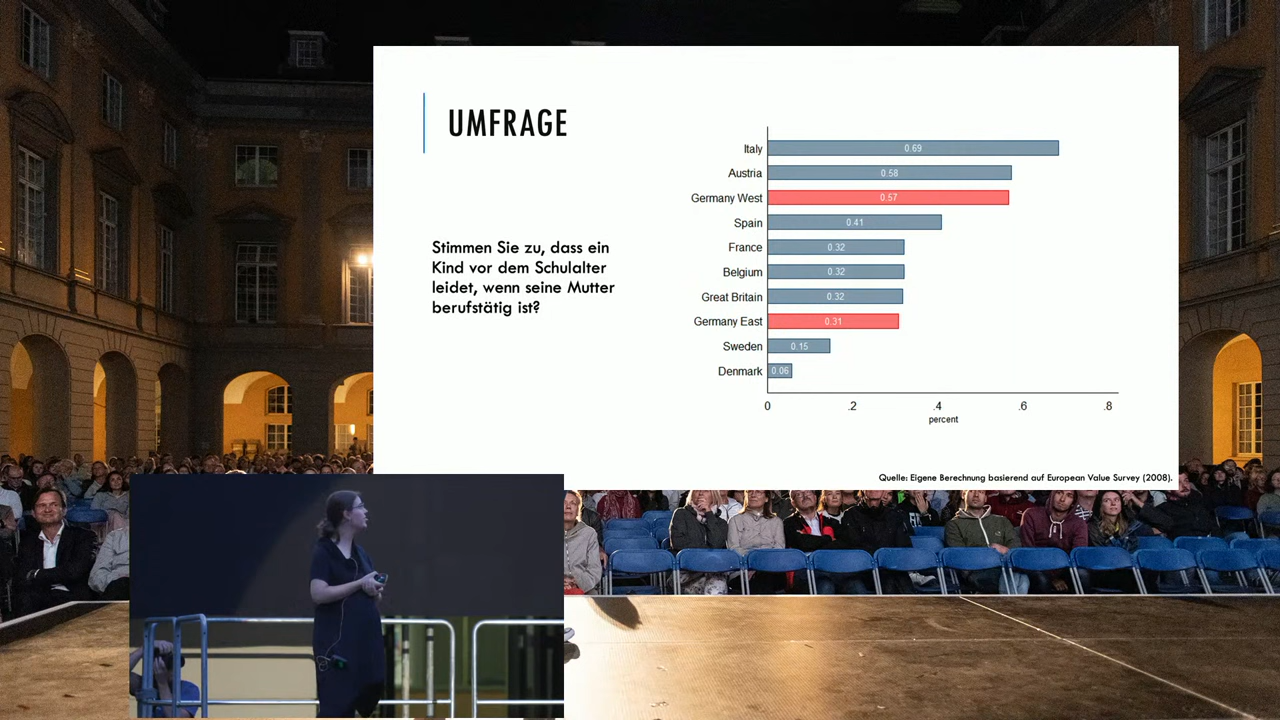 UMFRAGE
Stimmen Sie zu, dass ein
Kind vor dem Schulalter
leidet, wenn seine Mutter
berufstätig ist?
Italy 0.69
Austria 0.58
Germany West 0.57
Spain 0.41
France 0.32
Belgium 0.32
Great Britain 0.32
Germany East 0.31
Sweden 0.15
Denmark 0.06
0 .2 .4 .6 .8
percent
Quelle: Eigene Berechnung basierend auf European Value Survey (2008).